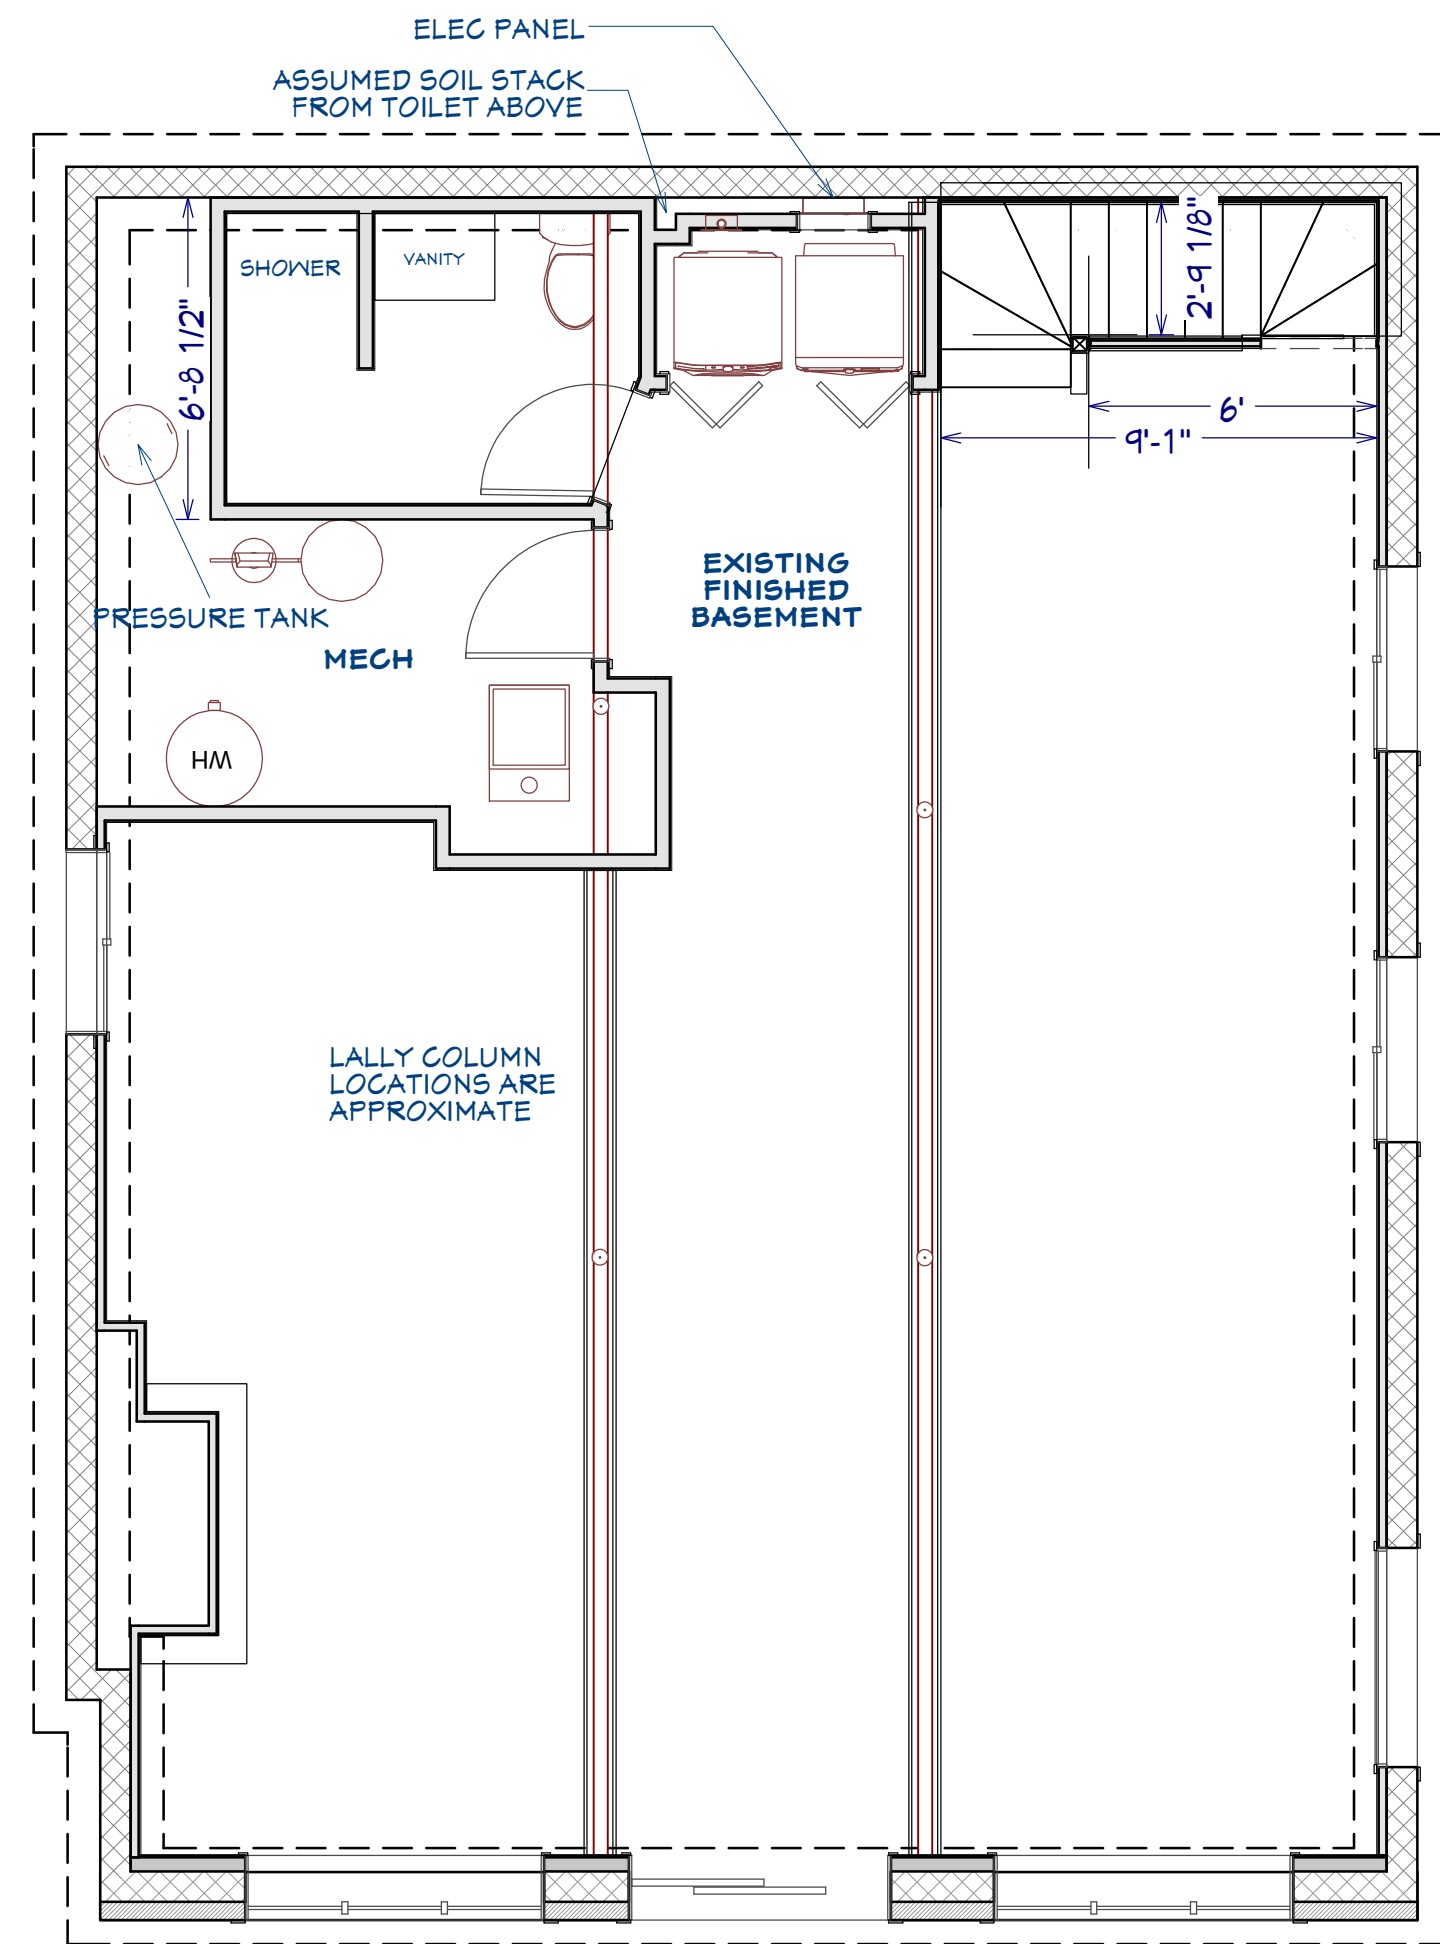 ELEC PANEL
ASSUMED SOIL STACK
FROM TOILET ABOVE
SHOWER
VANITY
6'-8 1/2"
2'-9 1/8"
6'
9'-1"
EXISTING
FINISHED
BASEMENT
PRESSURE TANK
MECH
WH
LALLY COLUMN
LOCATIONS ARE
APPROXIMATE